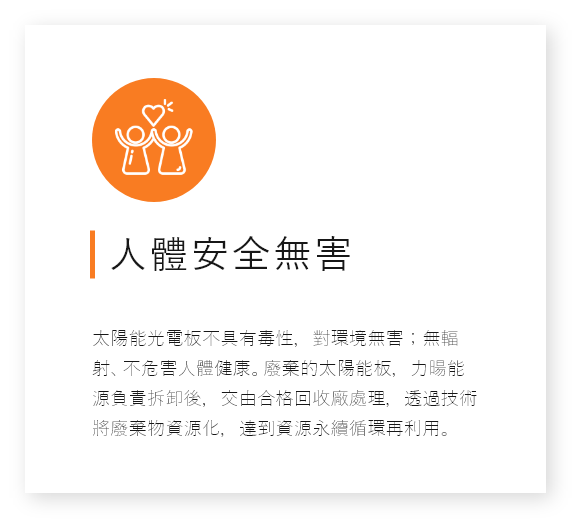 人體安全無害
太陽能光電板不具有毒性，對環境無害；無輻
射、不危害人體健康。廢棄的太陽能板，力暘能
源負責拆卸後，交由合格回收廠處理，透過技術
將廢棄物資源化，達到資源永續循環再利用。